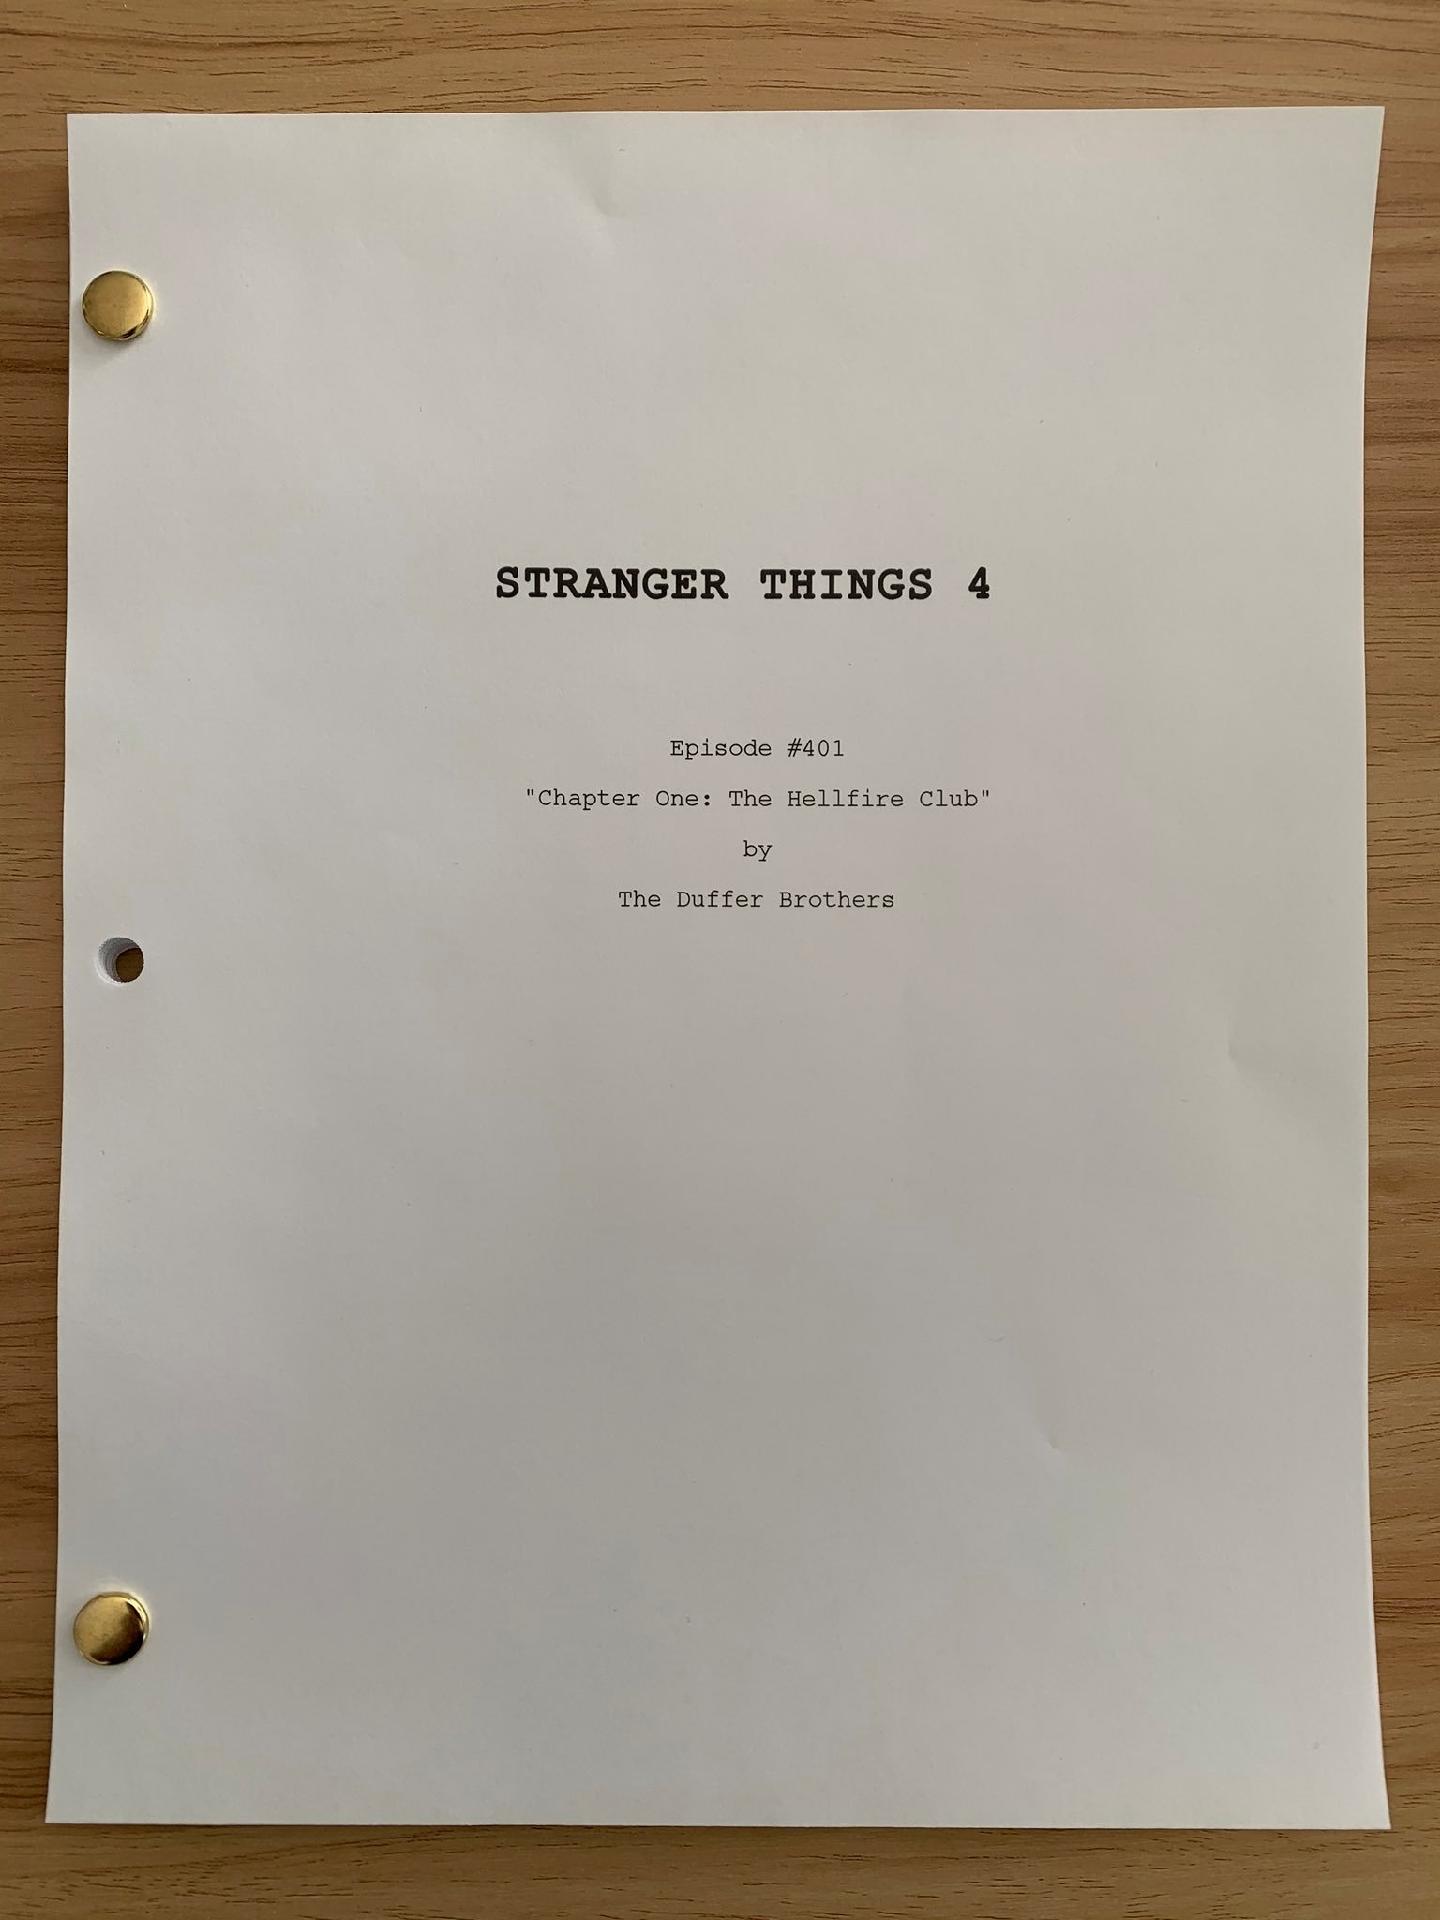 STRANGER THINGS 4
Episode #401
"Chapter One: The Hellfire Club"
by
The Duffer Brothers